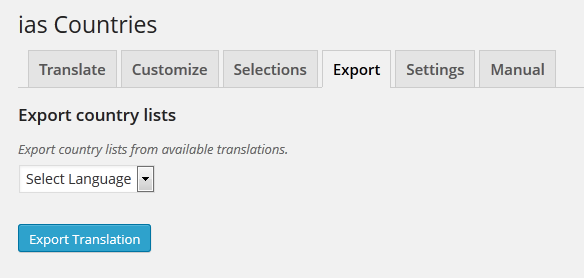 ias Countries
Translate Customize Selections Export Settings Manual
Export country lists
Export country lists from available translations.
Select Language
Export Translation